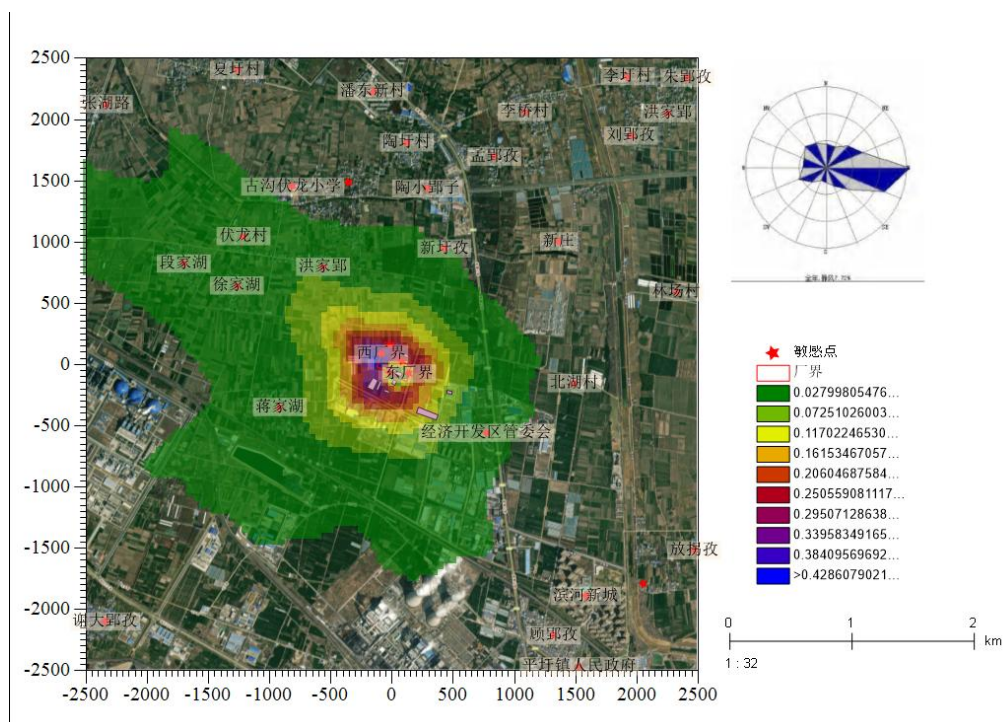 2500
2000
1500
1000
500
0
-500
-1000
-1500
-2000
-2500
-2500 -2000 -1500 -1000 -500 0 500 1000 1500 2000 2500
夏圩村
潘东新村
李圩村
朱郢孜
张湖路
李桥村
洪家郢
陶圩村
刘郢孜
孟郢孜
古沟伏龙小学
陶小郢子
伏龙村
新圩孜
新庄
段家湖
洪家郢
徐家湖
林场村
西厂界
东厂界
北湖村
蒋家湖
经济开发区管委会
放拐孜
滨河新城
谢大郢孜
顾郢孜
平圩镇人民政府
敏感点
厂界
0.02799805476...
0.07251026003...
0.11702246530...
0.16153467057...
0.20604687584...
0.250559081117...
0.29507128638...
0.33958349165...
0.38409569692...
>0.4286079021...
0 1 2
km
1 : 32